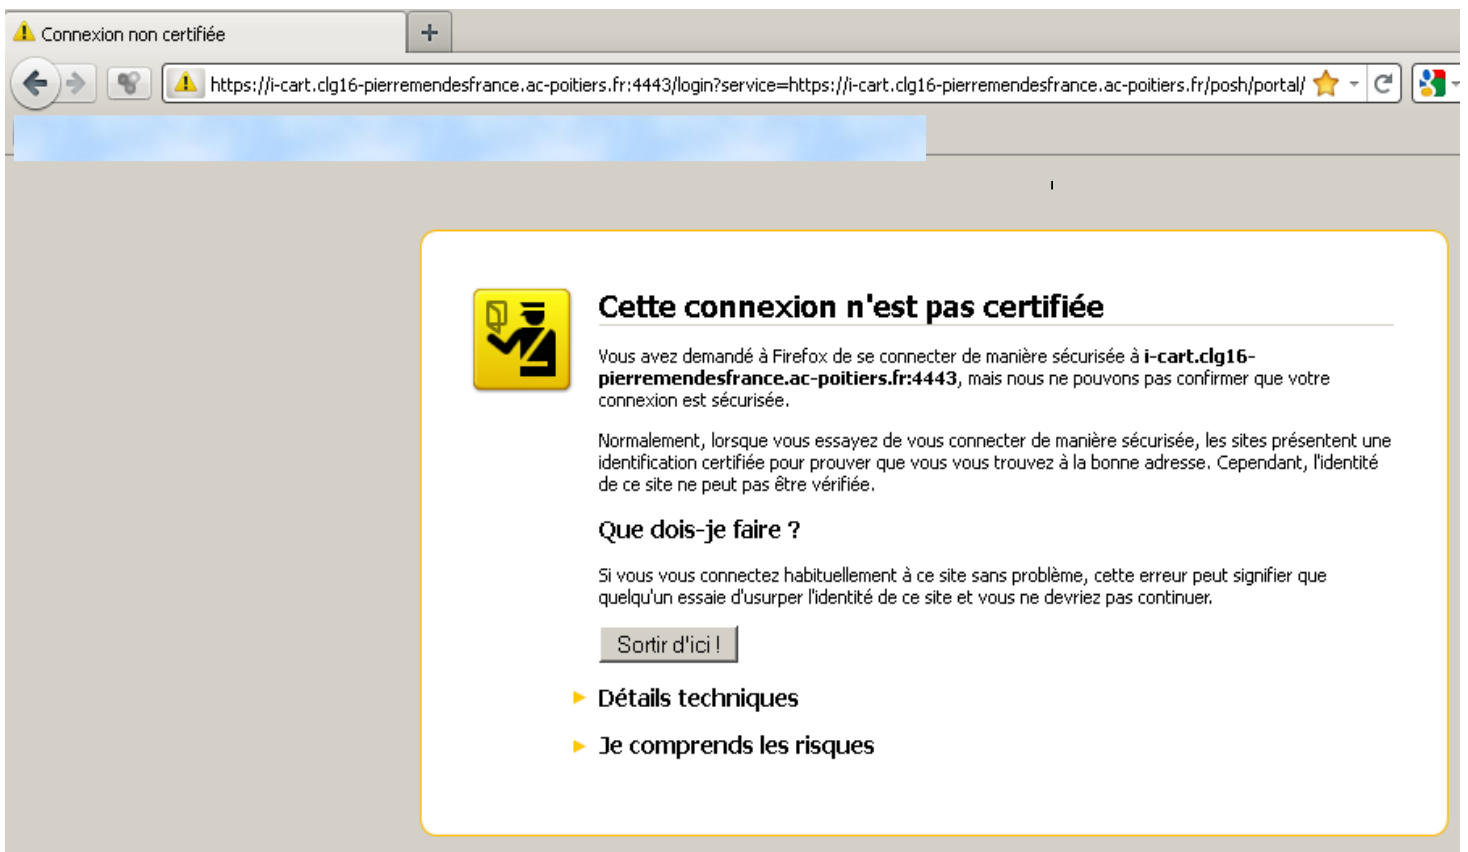 Connexion non certifiée
https://i-cart.clg16-pierremendesfrance.ac-poitiers.fr:4443/login?service=https://i-cart.clg16-pierremendesfrance.ac-poitiers.fr/posh/portal/
Cette connexion n'est pas certifiée
Vous avez demandé à Firefox de se connecter de manière sécurisée à i-cart.clg16-
pierremendesfrance.ac-poitiers.fr:4443, mais nous ne pouvons pas confirmer que votre
connexion est sécurisée.
Normalement, lorsque vous essayez de vous connecter de manière sécurisée, les sites présentent une
identification certifiée pour prouver que vous vous trouvez à la bonne adresse. Cependant, l'identité
de ce site ne peut pas être vérifiée.
Que dois-je faire ?
Si vous vous connectez habituellement à ce site sans problème, cette erreur peut signifier que
quelqu'un essaie d'usurper l'identité de ce site et vous ne devriez pas continuer.
Sortir d'ici !
Détails techniques
Je comprends les risques